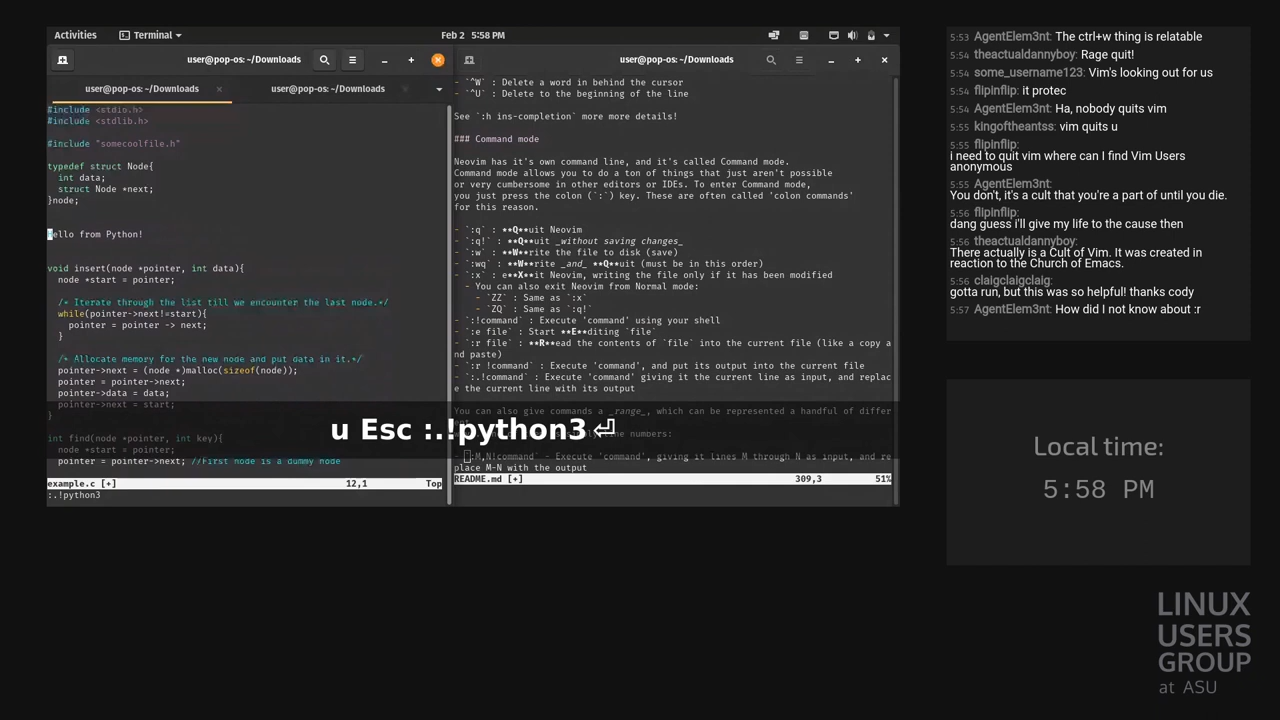 Activities
Terminal
Feb 2 5:58 PM
user@pop-os: ~/Downloads
user@pop-os: ~/Downloads
user@pop-os: ~/Downloads
#include <stdio.h>
#include <stdlib.h>
#include "somecoolfile.h"
typedef struct Node{
int data;
struct Node *next;
}node;
ello from Python!
void insert(node *pointer, int data){
node *start = pointer;
/* Iterate through the list till we encounter the last node.*/
while(pointer->next!=start){
pointer = pointer -> next;
}
/* Allocate memory for the new node and put data in it.*/
pointer->next = (node *)malloc(sizeof(node));
pointer = pointer->next;
pointer->data = data;
pointer->next = start;
}
int find(node *pointer, int key){
node *start = pointer;
pointer = pointer->next; //First node is a dummy node
example.c [+] 12,1 Top
:.!python3
user@pop-os: ~/Downloads
- `^W` : Delete a word in behind the cursor
- `^U` : Delete to the beginning of the line
See `:h ins-completion` more more details!
### Command mode
Neovim has it's own command line, and it's called Command mode.
Command mode allows you to do a ton of things that just aren't possible
or very cumbersome in other editors or IDEs. To enter Command mode,
you just press the colon (`:`) key. These are often called 'colon commands'
for this reason.
- `:q` : **Q**uit Neovim
- `:q!` : **Q**uit _without saving changes_
- `:w` : **W**rite the file to disk (save)
- `:wq` : **W**rite _and_ **Q**uit (must be in this order)
- `:x` : e**X**it Neovim, writing the file only if it has been modified
- You can also exit Neovim from Normal mode:
- `ZZ` : Same as `:x`
- `ZQ` : Same as `:q!`
- `:!command` : Execute 'command' using your shell
- `:e file` : Start **E**diting `file`
- `:r file` : **R**ead the contents of `file` into the current file (like a copy a
nd paste)
- `:r !command` : Execute 'command', and put its output into the current file
- `:.!command` : Execute 'command' giving it the current line as input, and replac
e the current line with its output
You can also give commands a _range_, which can be represented a handful of differ
line numbers:
- `:M,N!command` - Execute 'command', giving it lines M through N as input, and re
place M-N with the output
README.md [+] 309,3 51%
u Esc :.!python3⏎
5:53 AgentElem3nt: The ctrl+w thing is relatable
5:54 theactualdannyboy: Rage quit!
5:54 some_username123: Vim's looking out for us
5:54 flipinflip: it protec
5:54 AgentElem3nt: Ha, nobody quits vim
5:55 kingoftheantss: vim quits u
5:55 flipinflip:
i need to quit vim where can I find Vim Users
anonymous
5:55 AgentElem3nt:
You don't, it's a cult that you're a part of until you die.
5:56 flipinflip:
dang guess i'll give my life to the cause then
5:56 theactualdannyboy:
There actually is a Cult of Vim. It was created in
reaction to the Church of Emacs.
5:56 claigclaigclaig:
gotta run, but this was so helpful! thanks cody
5:57 AgentElem3nt: How did I not know about :r
Local time:
5:58 PM
LINUX
USERS
GROUP
at ASU